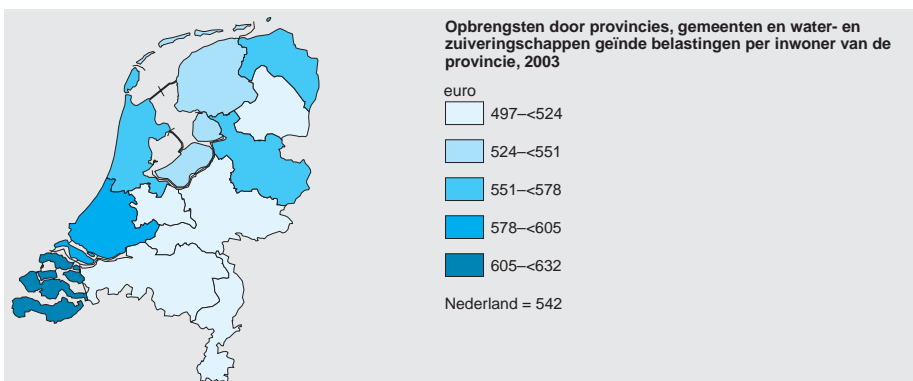 Opbrengsten door provincies, gemeenten en water- en
zuiveringschappen geïnde belastingen per inwoner van de
provincie, 2003
euro
497–<524
524–<551
551–<578
578–<605
605–<632
Nederland = 542